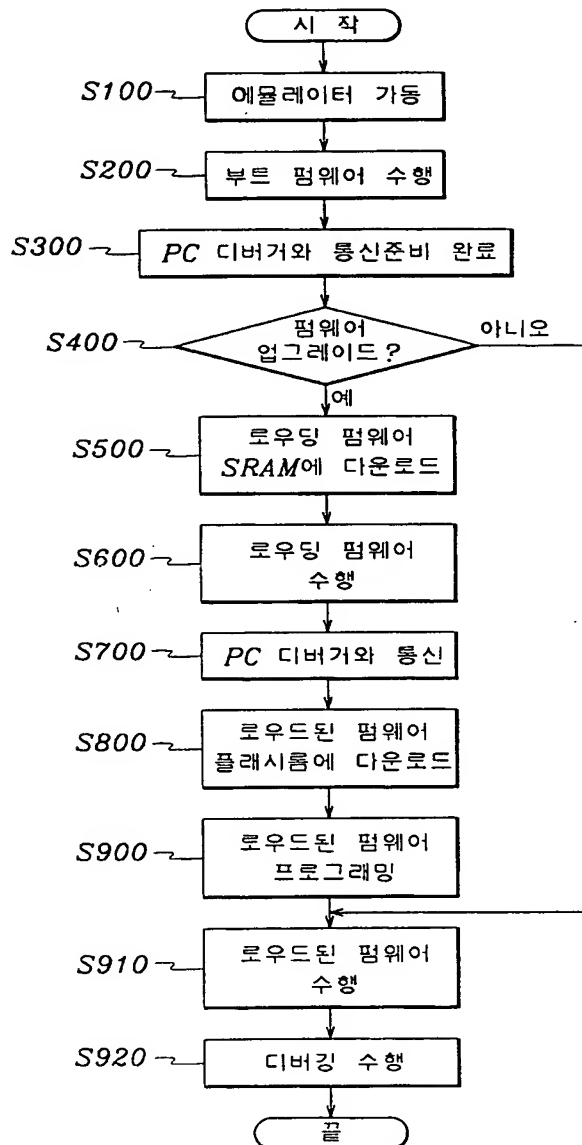 시 작
S100
에뮬레이터 가동
S200
부트 펌웨어 수행
S300
PC 디버거와 통신준비 완료
S400
펌웨어
업그레이드?
아니오
예
S500
로우딩 펌웨어
SRAM에 다운로드
S600
로우딩 펌웨어
수행
S700
PC 디버거와 통신
S800
로우드된 펌웨어
플래시롬에 다운로드
S900
로우드된 펌웨어
프로그래밍
S910
로우드된 펌웨어
수행
S920
디버깅 수행
끝